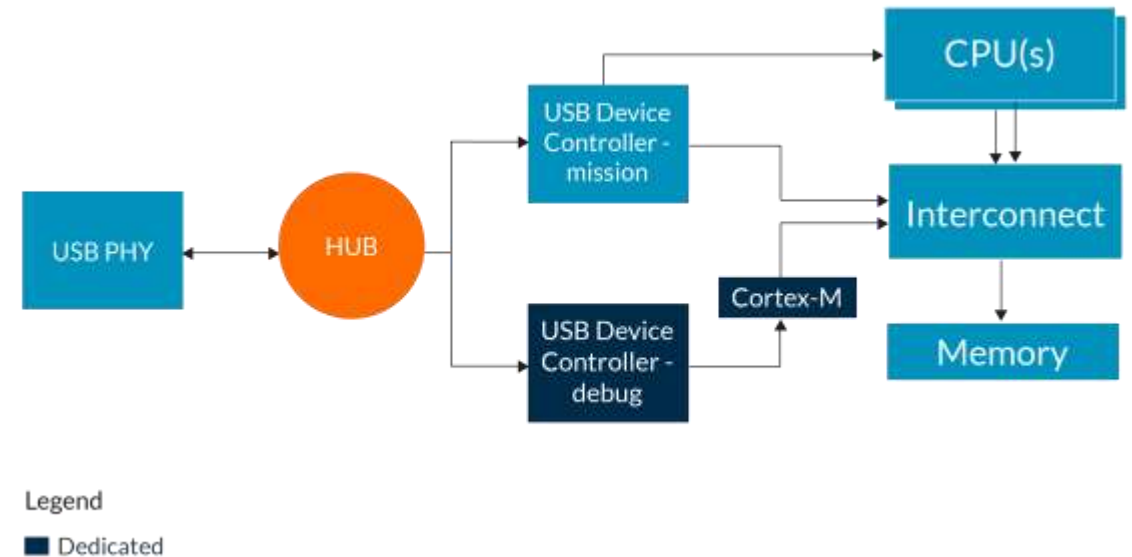 CPU(s)
USB Device
Controller -
mission
Interconnect
USB PHY
HUB
Cortex-M
USB Device
Controller -
debug
Memory
Legend
Dedicated